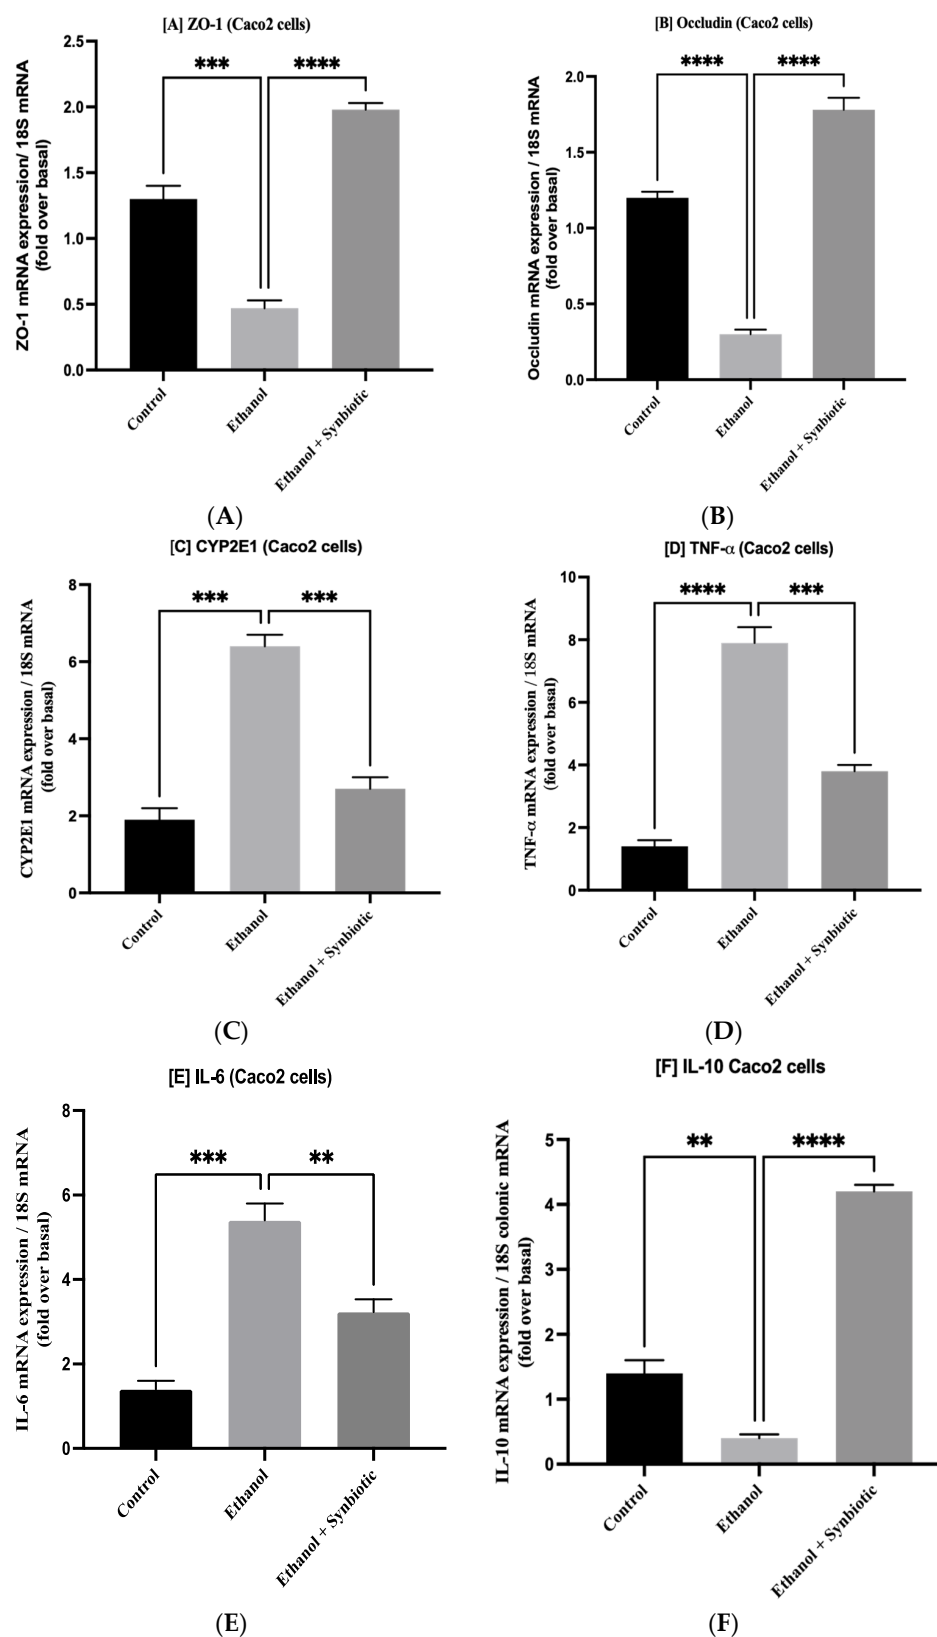 [A] ZO-1 (Caco2 cells)
ZO-1 mRNA expression/ 18S mRNA
(fold over basal)
2.5
2.0
1.5
1.0
0.5
0.0
***
****
Control
Ethanol
Ethanol + Synbiotic
(A)
[B] Occludin (Caco2 cells)
Occludin mRNA expression / 18S mRNA
(fold over basal)
2.0
1.5
1.0
0.5
0.0
****
****
Control
Ethanol
Ethanol + Synbiotic
(B)
[C] CYP2E1 (Caco2 cells)
CYP2E1 mRNA expression / 18S mRNA
(fold over basal)
8
6
4
2
0
***
***
Control
Ethanol
Ethanol + Synbiotic
(C)
[D] TNF-α (Caco2 cells)
TNF-α mRNA expression / 18S mRNA
(fold over basal)
10
8
6
4
2
0
****
***
Control
Ethanol
Ethanol + Synbiotic
(D)
[E] IL-6 (Caco2 cells)
IL-6 mRNA expression / 18S mRNA
(fold over basal)
8
6
4
2
0
***
**
Control
Ethanol
Ethanol + Synbiotic
(E)
[F] IL-10 Caco2 cells
IL-10 mRNA expression / 18S colonic mRNA
(fold over basal)
5
4
3
2
1
0
**
****
Control
Ethanol
Ethanol + Synbiotic
(F)